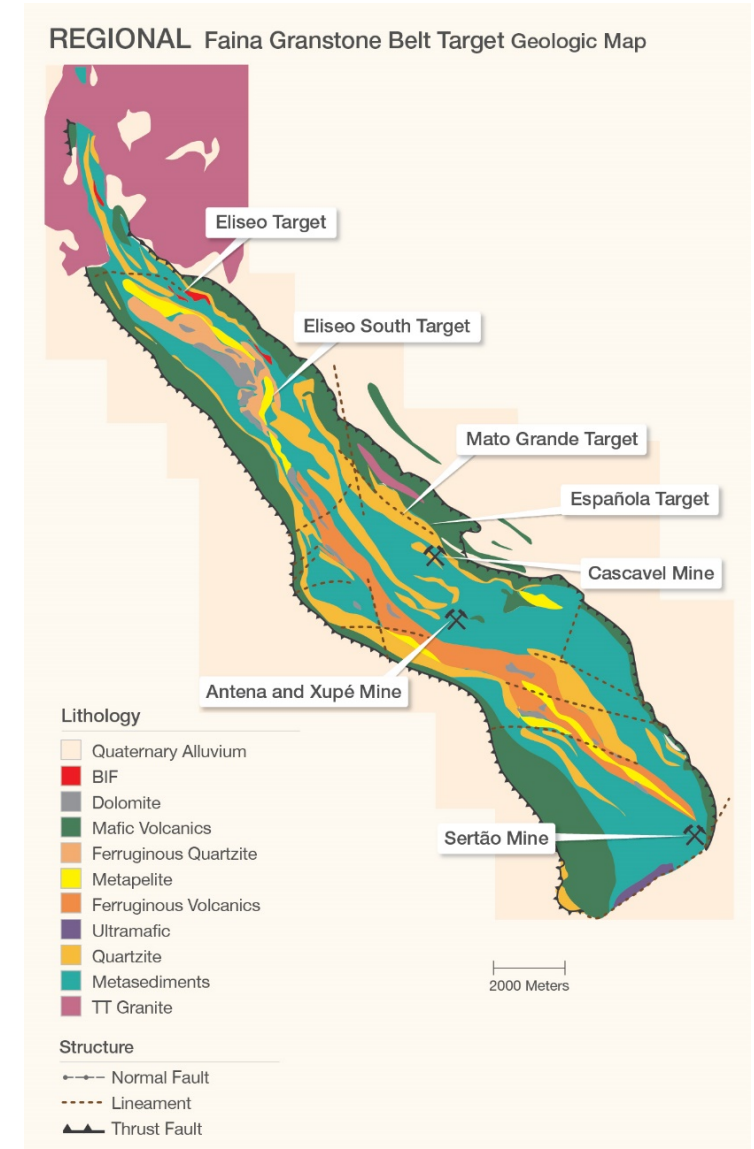 REGIONAL Faina Granstone Belt Target Geologic Map
Eliseo Target
Eliseo South Target
Mato Grande Target
Española Target
Cascavel Mine
Antena and Xupé Mine
Lithology
Quaternary Alluvium
BIF
Dolomite
Mafic Volcanics
Ferruginous Quartzite
Metapelite
Sertão Mine
Ferruginous Volcanics
Ultramafic
Quartzite
Metasediments
2000 Meters
TT Granite
Structure
Normal Fault
Lineament
Thrust Fault